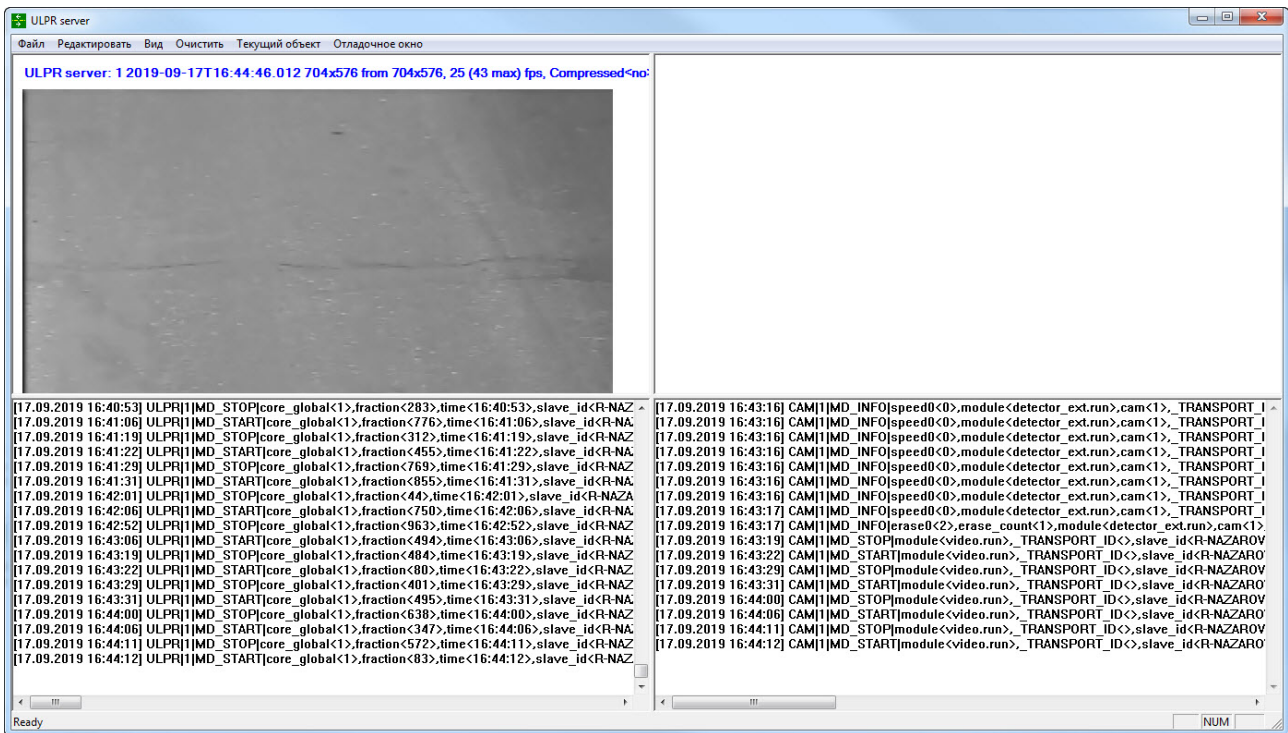 ULPR server
Файл Редактировать Вид Очистить Текущий объект Отладочное окно
ULPR server: 1 2019-09-17T16:44:46.012 704x576 from 704x576, 25 (43 max) fps, Compressed<no>
[17.09.2019 16:40:53] ULPR|1|MD_STOP|core_global<1>,fraction<283>,time<16:40:53>,slave_id<R-NAZ
[17.09.2019 16:41:06] ULPR|1|MD_START|core_global<1>,fraction<776>,time<16:41:06>,slave_id<R-NAZ
[17.09.2019 16:41:19] ULPR|1|MD_STOP|core_global<1>,fraction<312>,time<16:41:19>,slave_id<R-NAZ
[17.09.2019 16:41:22] ULPR|1|MD_START|core_global<1>,fraction<455>,time<16:41:22>,slave_id<R-NAZ
[17.09.2019 16:41:29] ULPR|1|MD_STOP|core_global<1>,fraction<769>,time<16:41:29>,slave_id<R-NAZ
[17.09.2019 16:41:31] ULPR|1|MD_START|core_global<1>,fraction<855>,time<16:41:31>,slave_id<R-NAZ
[17.09.2019 16:42:01] ULPR|1|MD_STOP|core_global<1>,fraction<44>,time<16:42:01>,slave_id<R-NAZA
[17.09.2019 16:42:06] ULPR|1|MD_START|core_global<1>,fraction<750>,time<16:42:06>,slave_id<R-NAZ
[17.09.2019 16:42:52] ULPR|1|MD_STOP|core_global<1>,fraction<963>,time<16:42:52>,slave_id<R-NAZ
[17.09.2019 16:43:06] ULPR|1|MD_START|core_global<1>,fraction<494>,time<16:43:06>,slave_id<R-NAZ
[17.09.2019 16:43:19] ULPR|1|MD_STOP|core_global<1>,fraction<484>,time<16:43:19>,slave_id<R-NAZ
[17.09.2019 16:43:22] ULPR|1|MD_START|core_global<1>,fraction<80>,time<16:43:22>,slave_id<R-NAZ
[17.09.2019 16:43:29] ULPR|1|MD_STOP|core_global<1>,fraction<401>,time<16:43:29>,slave_id<R-NAZ
[17.09.2019 16:43:31] ULPR|1|MD_START|core_global<1>,fraction<495>,time<16:43:31>,slave_id<R-NAZ
[17.09.2019 16:44:00] ULPR|1|MD_STOP|core_global<1>,fraction<638>,time<16:44:00>,slave_id<R-NAZ
[17.09.2019 16:44:06] ULPR|1|MD_START|core_global<1>,fraction<347>,time<16:44:06>,slave_id<R-NAZ
[17.09.2019 16:44:11] ULPR|1|MD_STOP|core_global<1>,fraction<572>,time<16:44:11>,slave_id<R-NAZ
[17.09.2019 16:44:12] ULPR|1|MD_START|core_global<1>,fraction<83>,time<16:44:12>,slave_id<R-NAZ
[17.09.2019 16:43:16] CAM|1|MD_INFO|speed0<0>,module<detector_ext.run>,cam<1>,_TRANSPORT_I
[17.09.2019 16:43:16] CAM|1|MD_INFO|speed0<0>,module<detector_ext.run>,cam<1>,_TRANSPORT_I
[17.09.2019 16:43:16] CAM|1|MD_INFO|speed0<0>,module<detector_ext.run>,cam<1>,_TRANSPORT_I
[17.09.2019 16:43:16] CAM|1|MD_INFO|speed0<0>,module<detector_ext.run>,cam<1>,_TRANSPORT_I
[17.09.2019 16:43:16] CAM|1|MD_INFO|speed0<0>,module<detector_ext.run>,cam<1>,_TRANSPORT_I
[17.09.2019 16:43:16] CAM|1|MD_INFO|speed0<0>,module<detector_ext.run>,cam<1>,_TRANSPORT_I
[17.09.2019 16:43:16] CAM|1|MD_INFO|speed0<0>,module<detector_ext.run>,cam<1>,_TRANSPORT_I
[17.09.2019 16:43:17] CAM|1|MD_INFO|speed0<0>,module<detector_ext.run>,cam<1>,_TRANSPORT_I
[17.09.2019 16:43:17] CAM|1|MD_INFO|erase0<2>,erase_count<1>,module<detector_ext.run>,cam<1>,
[17.09.2019 16:43:19] CAM|1|MD_STOP|module<video.run>,_TRANSPORT_ID<>,slave_id<R-NAZAROV
[17.09.2019 16:43:22] CAM|1|MD_START|module<video.run>,_TRANSPORT_ID<>,slave_id<R-NAZARO
[17.09.2019 16:43:29] CAM|1|MD_STOP|module<video.run>,_TRANSPORT_ID<>,slave_id<R-NAZAROV
[17.09.2019 16:43:31] CAM|1|MD_START|module<video.run>,_TRANSPORT_ID<>,slave_id<R-NAZARO
[17.09.2019 16:44:00] CAM|1|MD_STOP|module<video.run>,_TRANSPORT_ID<>,slave_id<R-NAZAROV
[17.09.2019 16:44:06] CAM|1|MD_START|module<video.run>,_TRANSPORT_ID<>,slave_id<R-NAZARO
[17.09.2019 16:44:11] CAM|1|MD_STOP|module<video.run>,_TRANSPORT_ID<>,slave_id<R-NAZAROV
[17.09.2019 16:44:12] CAM|1|MD_START|module<video.run>,_TRANSPORT_ID<>,slave_id<R-NAZARO
Ready
NUM